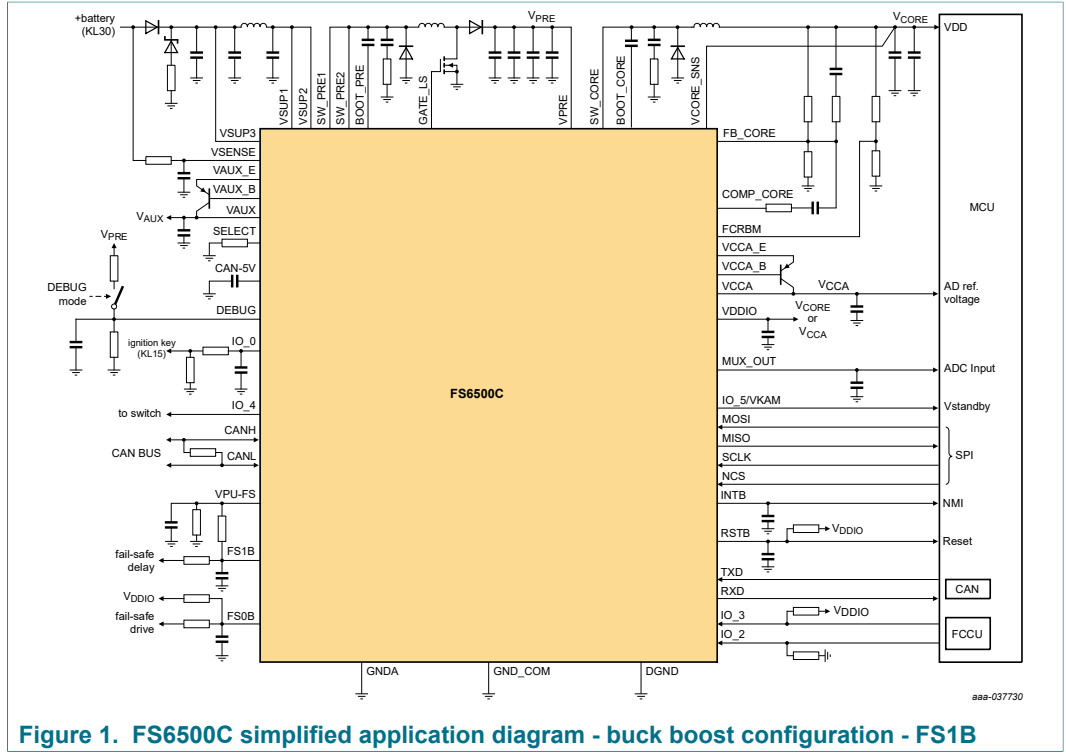 +battery
(KL30)
VSUP1
VSUP2
SW_PRE1
SW_PRE2
BOOT_PRE
GATE_LS
VPRE
VPRE
SW_CORE
BOOT_CORE
VCORE_SNS
VCORE
VDD
VSUP3
VSENSE
VAUX_E
VAUX_B
VAUX
VAUX
SELECT
VPRE
CAN-5V
DEBUG
mode
DEBUG
ignition key
(KL15)
IO_0
to switch
IO_4
CANH
CAN BUS
CANL
VPU-FS
fail-safe
delay
FS1B
VDDIO
fail-safe
drive
FS0B
FS6500C
GNDA
GND_COM
DGND
FB_CORE
COMP_CORE
FCRBM
VCCA_E
VCCA_B
VCCA
VCCA
VDDIO
VCORE
or
VCCA
MUX_OUT
IO_5/VKAM
MOSI
MISO
SCLK
NCS
INTB
RSTB
VDDIO
TXD
RXD
IO_3
VDDIO
IO_2
MCU
AD ref.
voltage
ADC Input
Vstandby
SPI
NMI
Reset
CAN
FCCU
aaa-037730
Figure 1. FS6500C simplified application diagram - buck boost configuration - FS1B